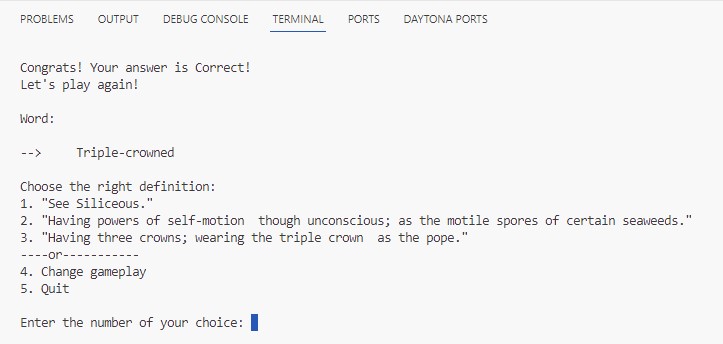 PROBLEMS OUTPUT DEBUG CONSOLE TERMINAL PORTS DAYTONA PORTS
Congrats! Your answer is Correct!
Let's play again!
Word:
--> Triple-crowned
Choose the right definition:
1. "See Siliceous."
2. "Having powers of self-motion  though unconscious; as the motile spores of certain seaweeds."
3. "Having three crowns; wearing the triple crown  as the pope."
----or-----------
4. Change gameplay
5. Quit
Enter the number of your choice: